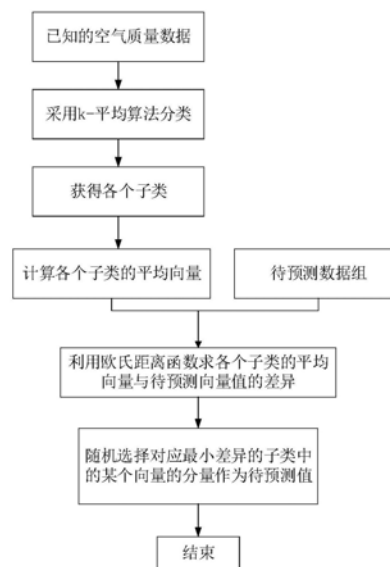 已知的空气质量数据
采用k-平均算法分类
获得各个子类
计算各个子类的平均向量
待预测数据组
利用欧氏距离函数求各个子类的平均
向量与待预测向量值的差异
随机选择对应最小差异的子类中
的某个向量的分量作为待预测值
结束